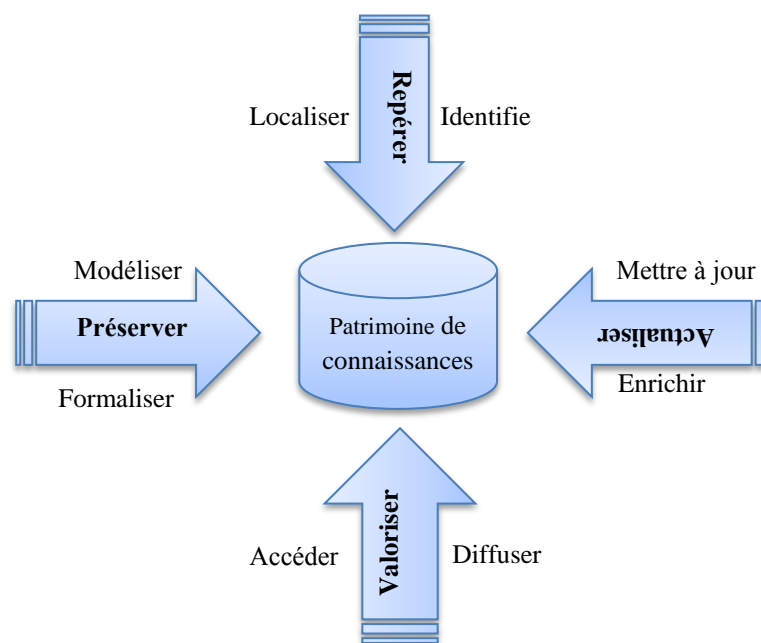 Repérer
Localiser
Identifie
Modéliser
Préserver
Formaliser
Patrimoine de
connaissances
Mettre à jour
Actualiser
Enrichir
Valoriser
Accéder
Diffuser